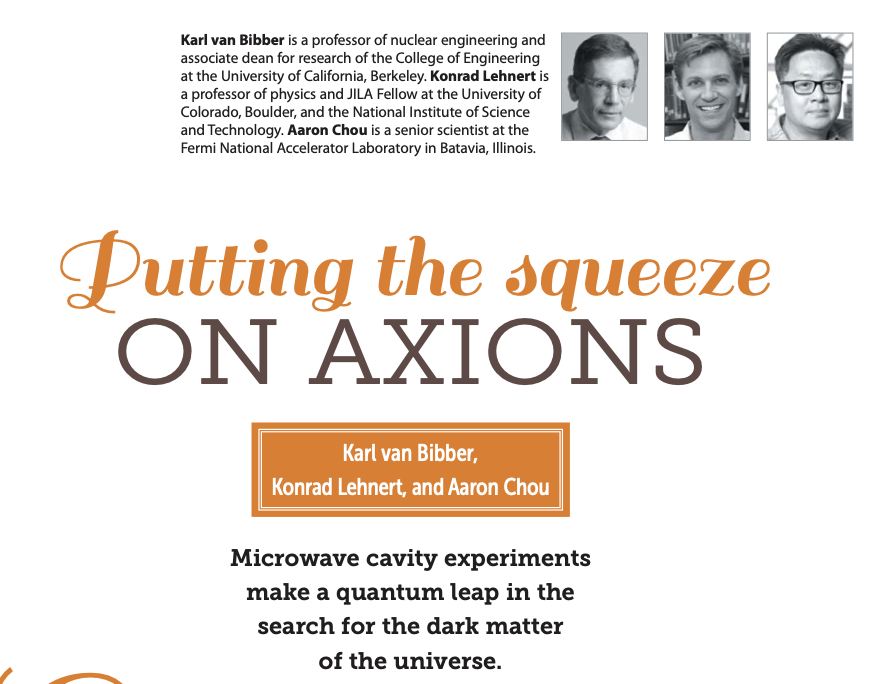 Karl van Bibber is a professor of nuclear engineering and
associate dean for research of the College of Engineering
at the University of California, Berkeley. Konrad Lehnert is
a professor of physics and JILA Fellow at the University of
Colorado, Boulder, and the National Institute of Science
and Technology. Aaron Chou is a senior scientist at the
Fermi National Accelerator Laboratory in Batavia, Illinois.
Putting the squeeze
ON AXIONS
Karl van Bibber,
Konrad Lehnert, and Aaron Chou
Microwave cavity experiments
make a quantum leap in the
search for the dark matter
of the universe.